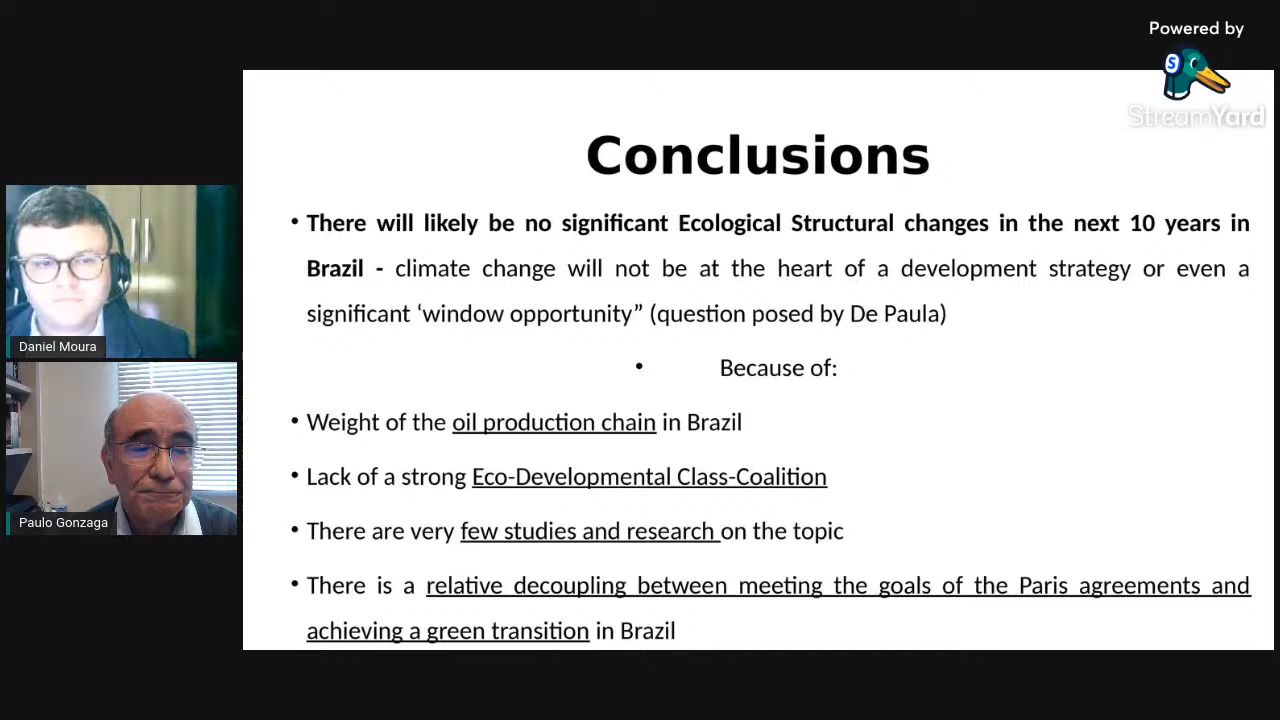 Powered by
S
StreamYard
Conclusions
• There will likely be no significant Ecological Structural changes in the next 10 years in
Brazil - climate change will not be at the heart of a development strategy or even a
significant ‘window opportunity” (question posed by De Paula)
• Because of:
• Weight of the oil production chain in Brazil
• Lack of a strong Eco-Developmental Class-Coalition
• There are very few studies and research on the topic
• There is a relative decoupling between meeting the goals of the Paris agreements and
achieving a green transition in Brazil
Daniel Moura
Paulo Gonzaga